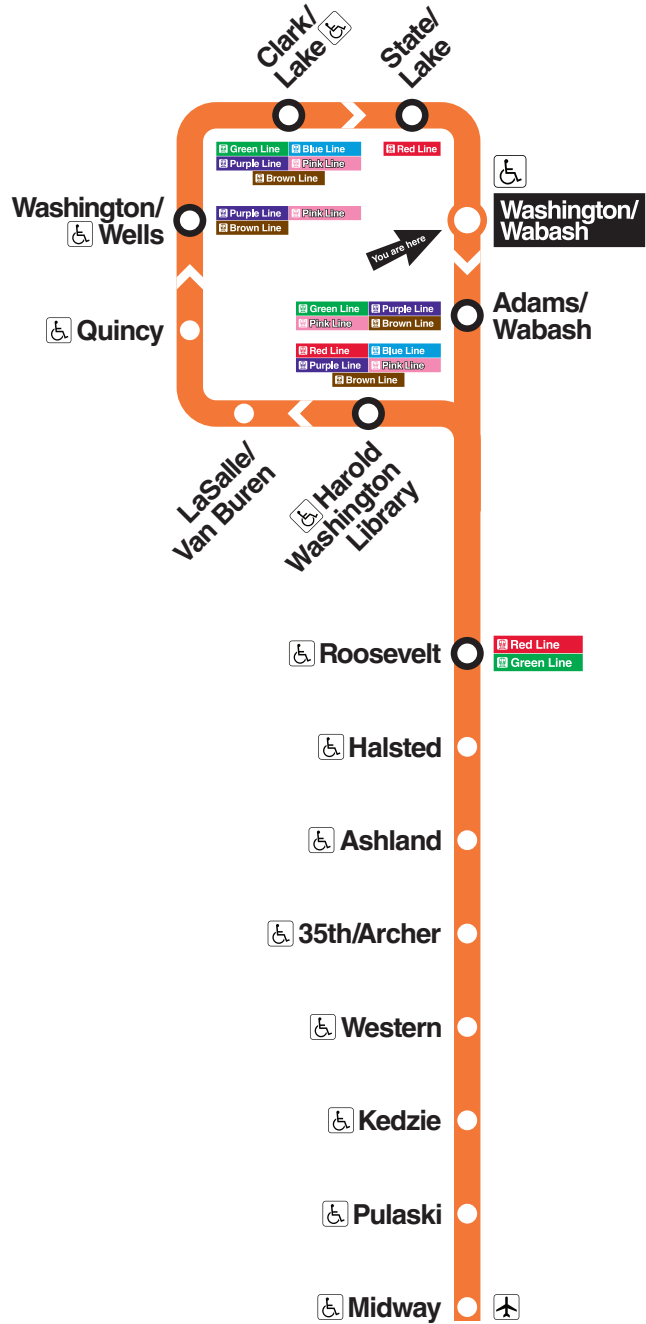 Clark/
Lake
State/
Lake
Green Line
Blue Line
Purple Line
Pink Line
Brown Line
Red Line
Washington/
Wells
Purple Line
Pink Line
Brown Line
Washington/
Wabash
You are here
Quincy
Green Line
Purple Line
Pink Line
Brown Line
Adams/
Wabash
Red Line
Blue Line
Purple Line
Pink Line
Brown Line
LaSalle/
Van Buren
Harold
Washington
Library
Roosevelt
Red Line
Green Line
Halsted
Ashland
35th/Archer
Western
Kedzie
Pulaski
Midway